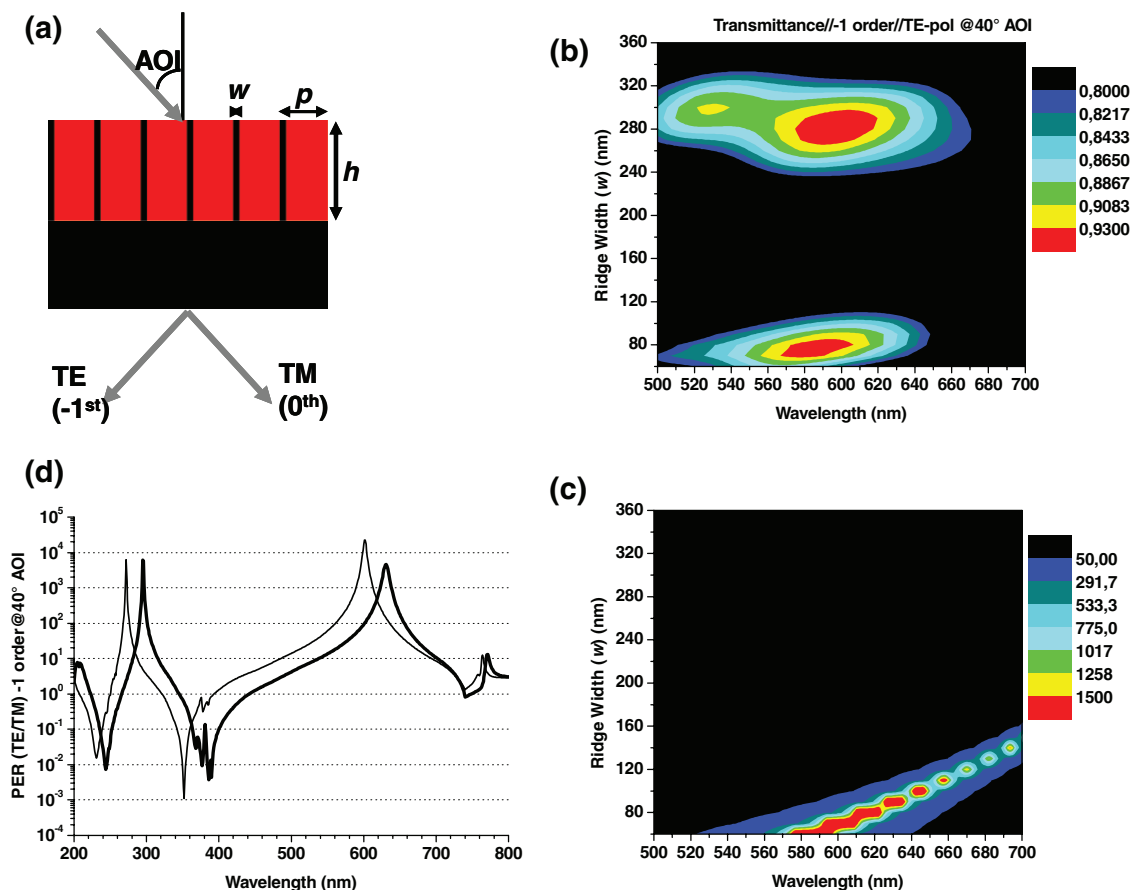 (a)
AOI
w
p
h
TE
(-1st)
TM
(0th)
(b)
Transmittance//-1 order//TE-pol @40° AOI
Ridge Width (w) (nm)
360
320
280
240
200
160
120
80
500 520 540 560 580 600 620 640 660 680 700
Wavelength (nm)
0,8000
0,8217
0,8433
0,8650
0,8867
0,9083
0,9300
(d)
PER (TE/TM) -1 order @40° AOI
10^5
10^4
10^3
10^2
10^1
10^0
10^-1
10^-2
10^-3
10^-4
200 300 400 500 600 700 800
Wavelength (nm)
(c)
Ridge Width (w) (nm)
360
320
280
240
200
160
120
80
500 520 540 560 580 600 620 640 660 680 700
Wavelength (nm)
50,00
291,7
533,3
775,0
1017
1258
1500